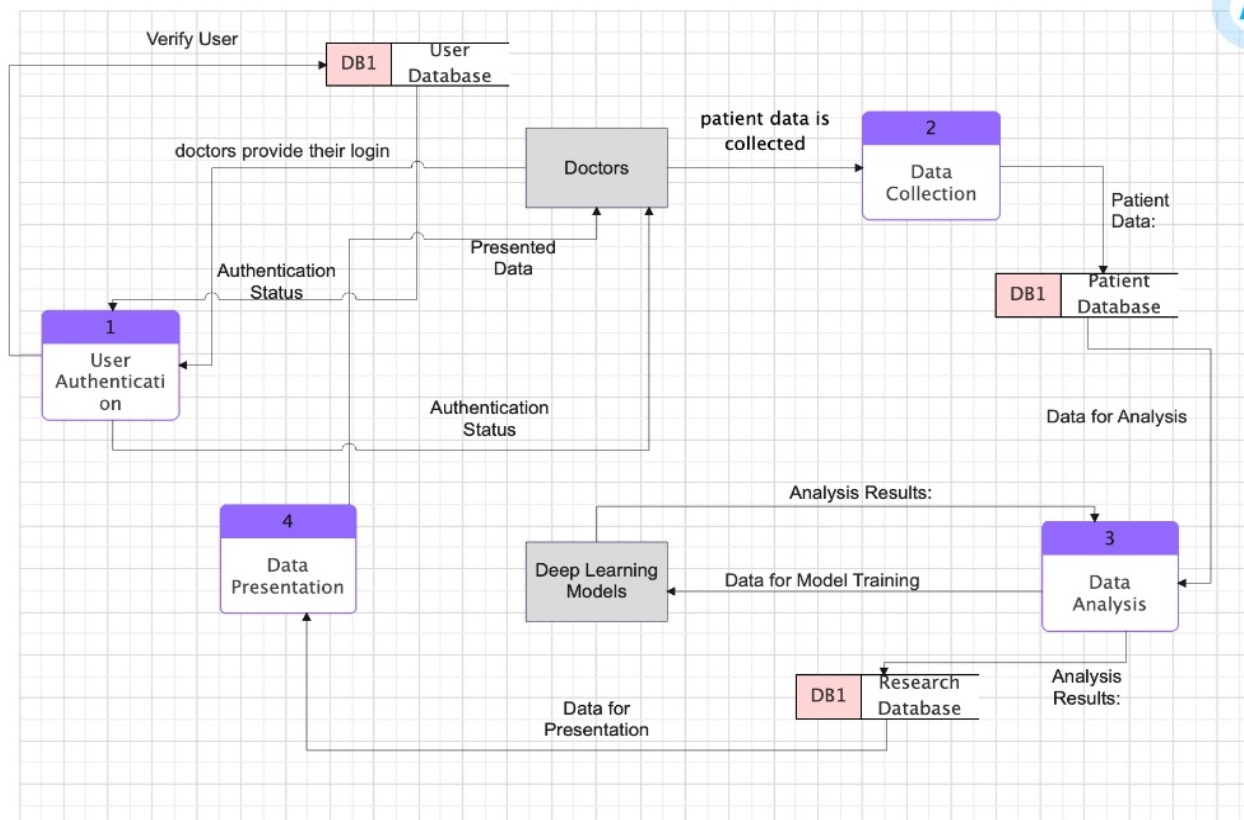 Verify User
DB1
User
Database
doctors provide their login
Doctors
patient data is
collected
2
Data
Collection
Patient
Data:
Presented
Data
Authentication
Status
DB1
Patient
Database
1
User
Authenticati
on
Authentication
Status
Data for Analysis
Analysis Results:
4
Data
Presentation
Deep Learning
Models
Data for Model Training
3
Data
Analysis
DB1
Research
Database
Analysis
Results:
Data for
Presentation